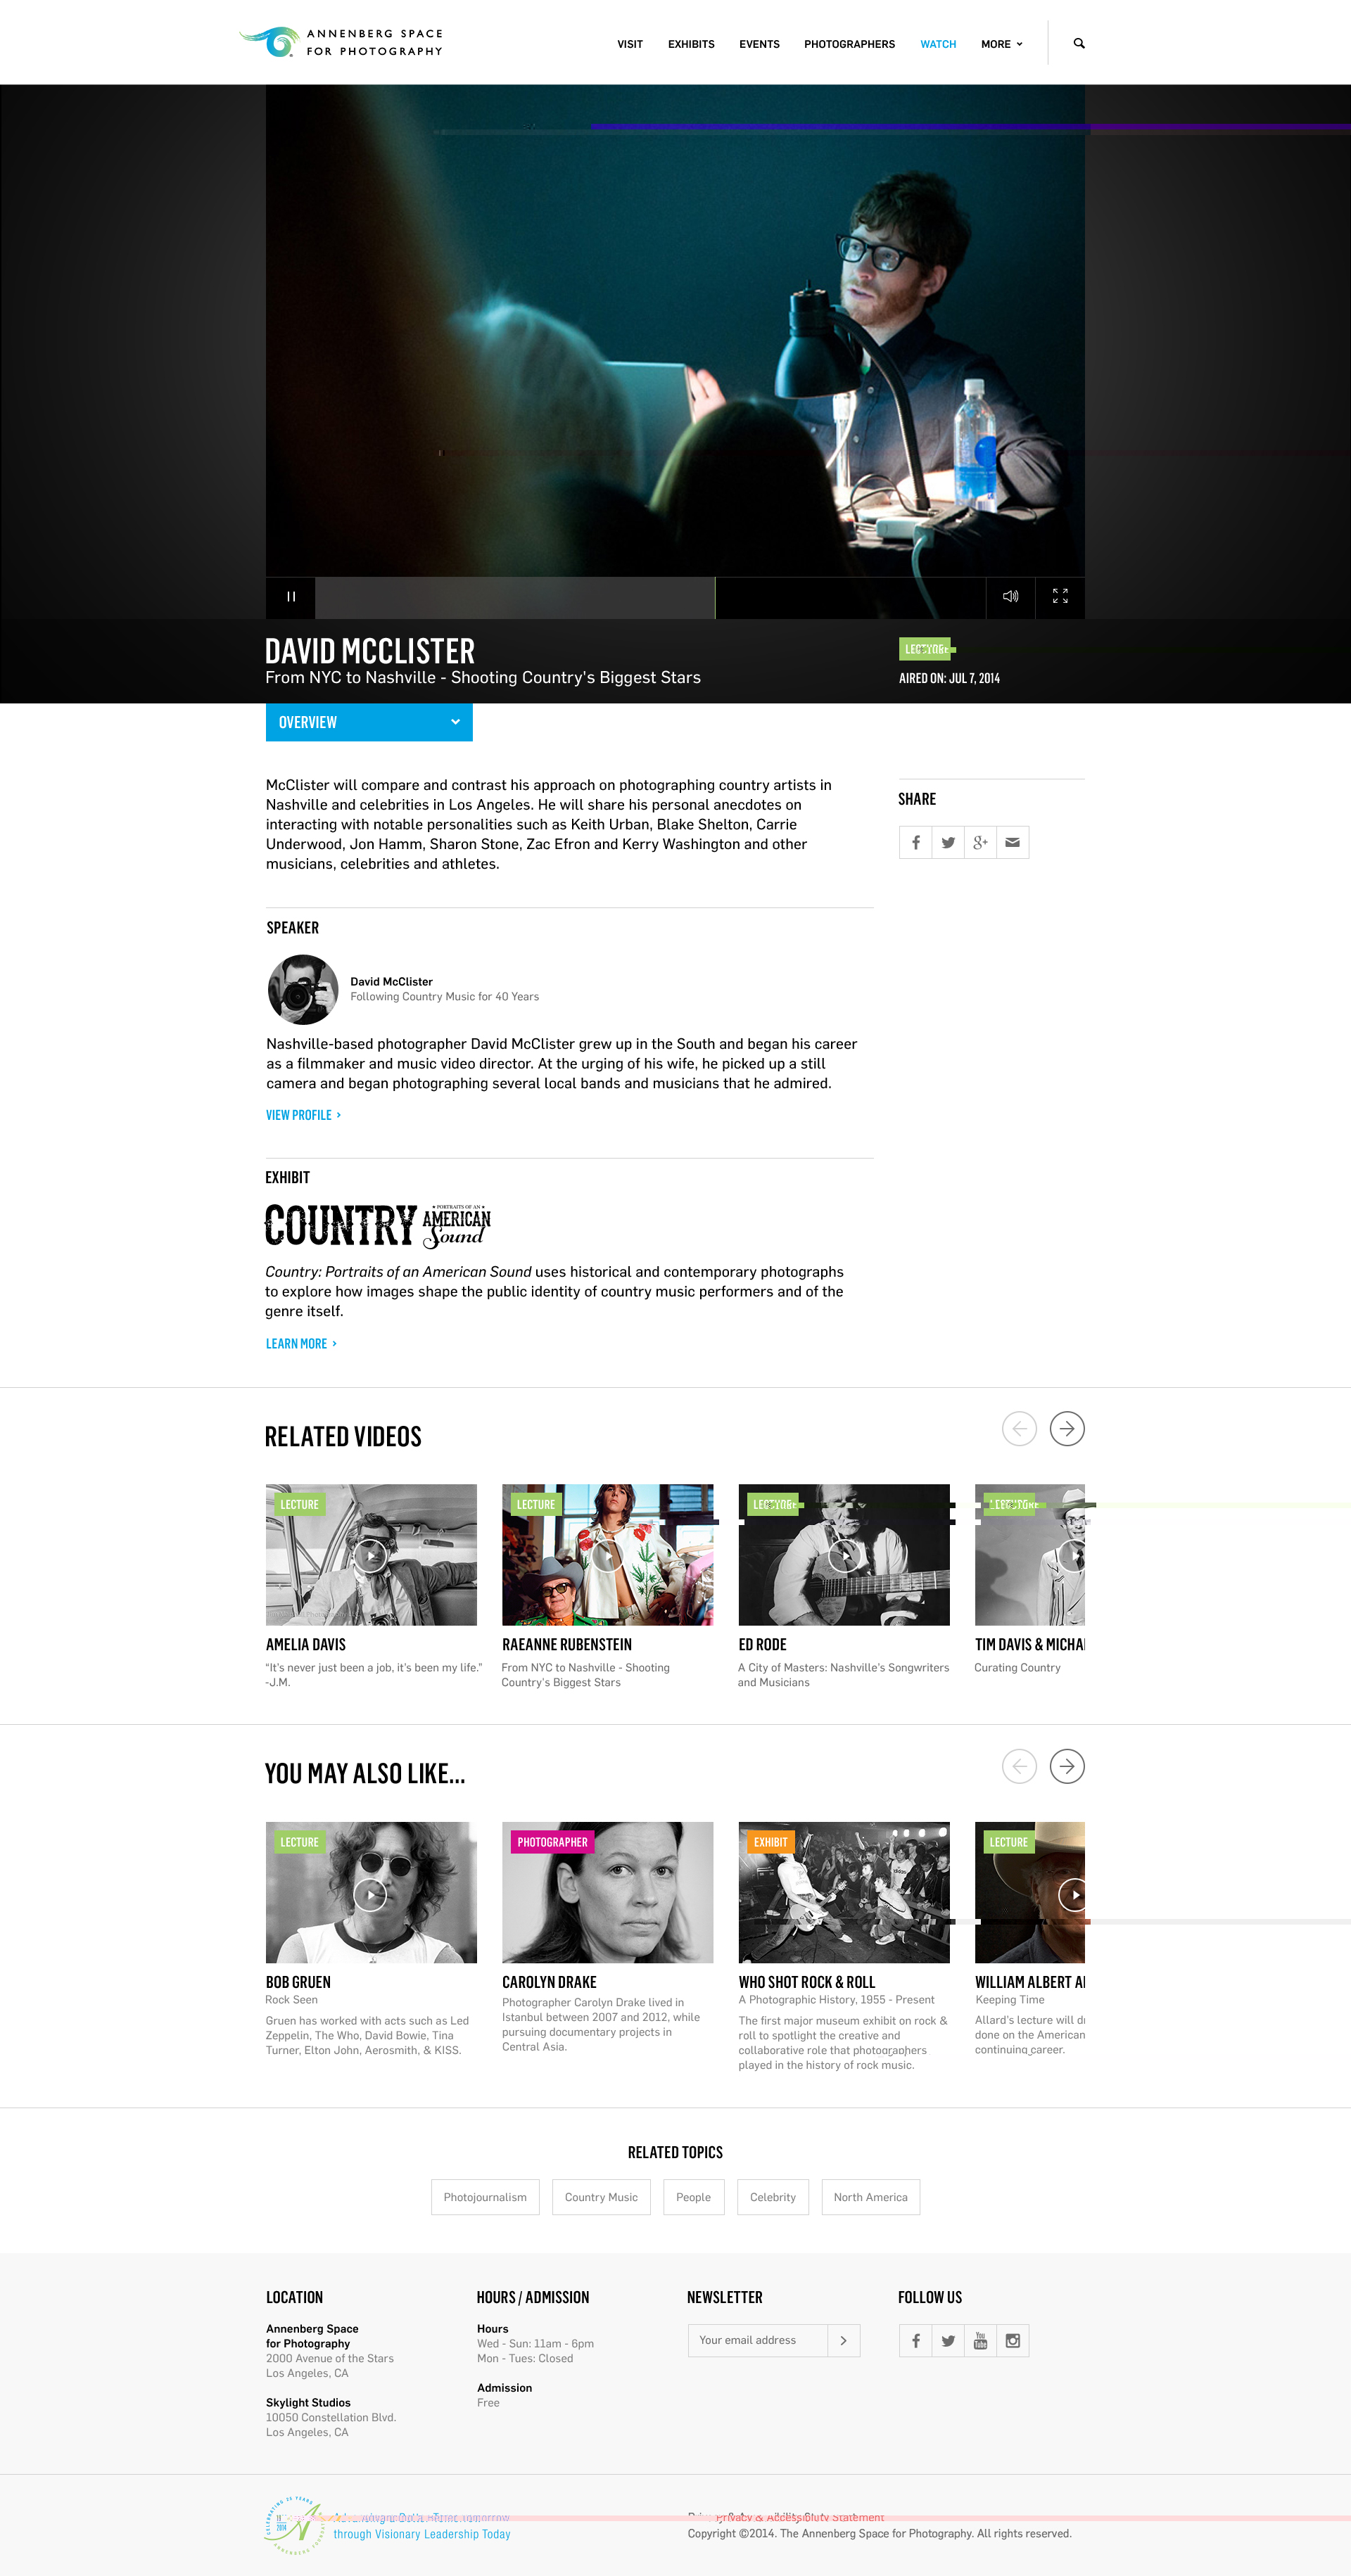 ANNENBERG SPACE
FOR PHOTOGRAPHY
VISIT EXHIBITS EVENTS PHOTOGRAPHERS WATCH MORE
DAVID MCCLISTER
From NYC to Nashville - Shooting Country's Biggest Stars
AIRED ON: JUL 7, 2014
OVERVIEW
McClister will compare and contrast his approach on photographing country artists in
Nashville and celebrities in Los Angeles. He will share his personal anecdotes on
interacting with notable personalities such as Keith Urban, Blake Shelton, Carrie
Underwood, Jon Hamm, Sharon Stone, Zac Efron and Kerry Washington and other
musicians, celebrities and athletes.
SHARE
SPEAKER
David McClister
Following Country Music for 40 Years
Nashville-based photographer David McClister grew up in the South and began his career
as a filmmaker and music video director. At the urging of his wife, he picked up a still
camera and began photographing several local bands and musicians that he admired.
VIEW PROFILE
EXHIBIT
COUNTRY
PORTRAITS OF AN
AMERICAN
Sound
Country: Portraits of an American Sound uses historical and contemporary photographs
to explore how images shape the public identity of country music performers and of the
genre itself.
LEARN MORE
RELATED VIDEOS
LECTURE
AMELIA DAVIS
“It’s never just been a job, it’s been my life.”
-J.M.
LECTURE
RAEANNE RUBENSTEIN
From NYC to Nashville - Shooting
Country's Biggest Stars
ED RODE
A City of Masters: Nashville’s Songwriters
and Musicians
TIM DAVIS & MICHA
Curating Country
YOU MAY ALSO LIKE...
LECTURE
BOB GRUEN
Rock Seen
Gruen has worked with acts such as Led
Zeppelin, The Who, David Bowie, Tina
Turner, Elton John, Aerosmith, & KISS.
PHOTOGRAPHER
CAROLYN DRAKE
Photographer Carolyn Drake lived in
Istanbul between 2007 and 2012, while
pursuing documentary projects in
Central Asia.
EXHIBIT
WHO SHOT ROCK & ROLL
A Photographic History, 1955 - Present
The first major museum exhibit on rock &
roll to spotlight the creative and
collaborative role that photographers
played in the history of rock music.
LECTURE
WILLIAM ALBERT
Keeping Time
Allard’s lecture will
done on the American
continuing career.
RELATED TOPICS
Photojournalism
Country Music
People
Celebrity
North America
LOCATION
Annenberg Space
for Photography
2000 Avenue of the Stars
Los Angeles, CA
Skylight Studios
10050 Constellation Blvd.
Los Angeles, CA
HOURS / ADMISSION
Hours
Wed - Sun: 11am - 6pm
Mon - Tues: Closed
Admission
Free
NEWSLETTER
Your email address
FOLLOW US
You
Tube
CELEBRATING 25 YEARS
ANNENBERG
through Visionary Leadership Today
Statement
Copyright ©2014. The Annenberg Space for Photography. All rights reserved.